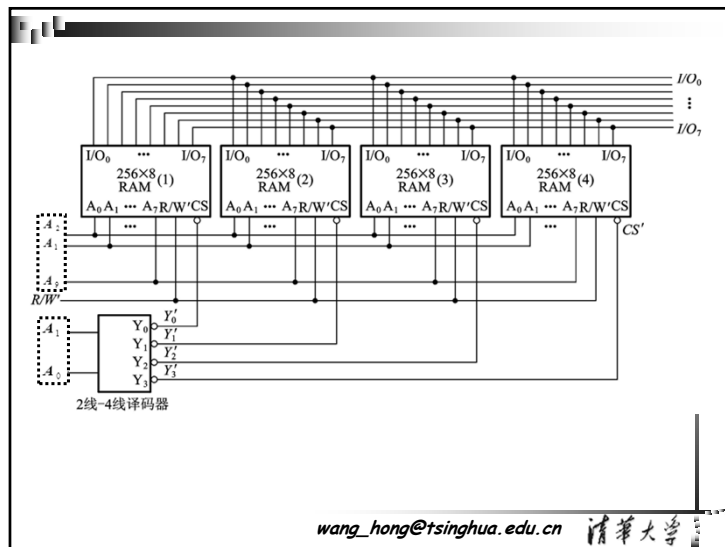 I/O₀
⋮
I/O₇
I/O₀ ··· I/O₇ I/O₀ ··· I/O₇ I/O₀ ··· I/O₇ I/O₀ ··· I/O₇
256×8 RAM (1) 256×8 RAM (2) 256×8 RAM (3) 256×8 RAM (4)
A₀ A₁ ··· A₇ R/W' CS A₀ A₁ ··· A₇ R/W' CS A₀ A₁ ··· A₇ R/W' CS A₀ A₁ ··· A₇ R/W' CS
··· ··· ··· ···
A₂
CS'
A₁
A₉
R/W'
Y₀ Y₀'
A₁
Y₁ Y₁'
Y₂ Y₂'
A₀
Y₃ Y₃'
2线-4线译码器
wang_hong@tsinghua.edu.cn 清华大学